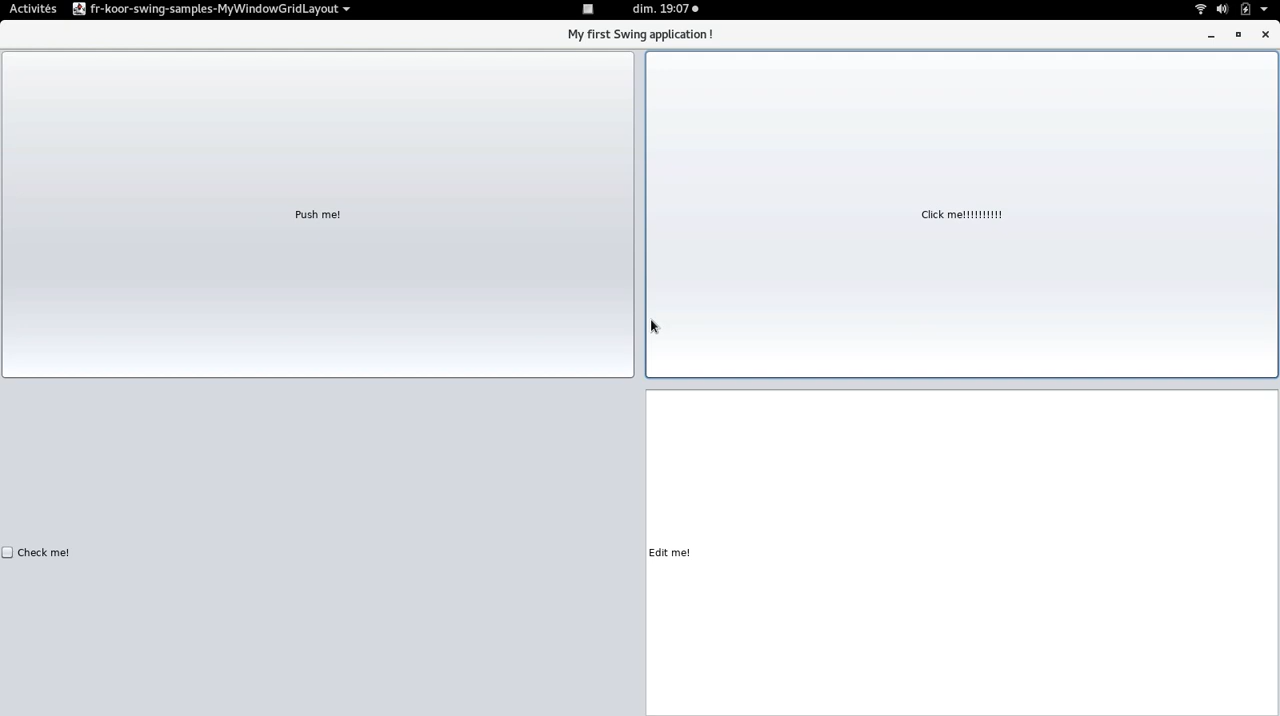 Activités fr-koor-swing-samples-MyWindowGridLayout dim. 19:07
My first Swing application !
Push me! Click me!!!!!!!!!!
Check me! Edit me!